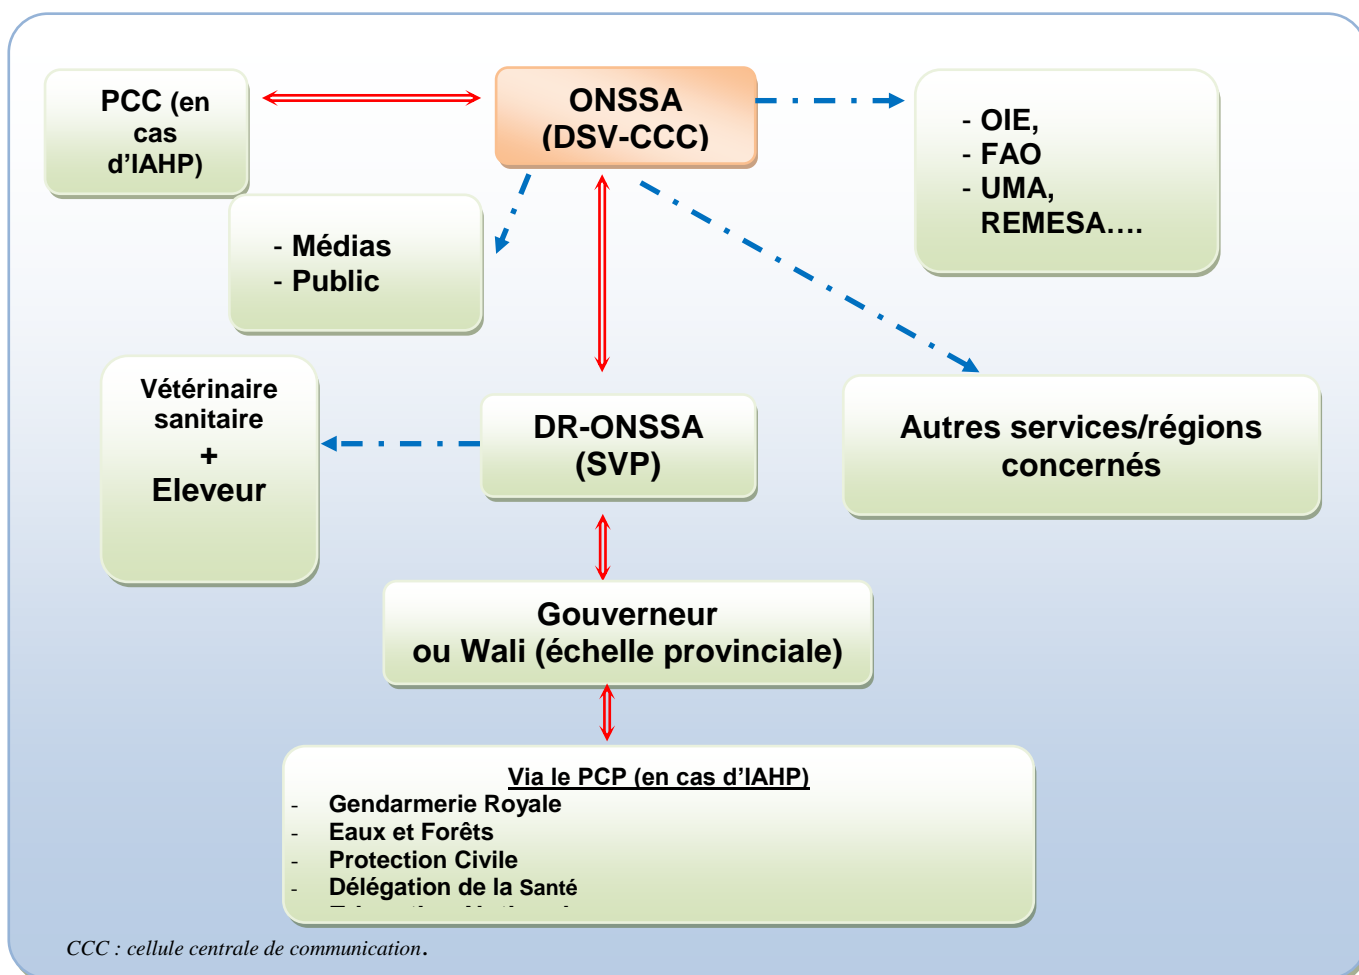 PCC (en
cas
d'IAHP)
ONSSA
(DSV-CCC)
- OIE,
- FAO
- UMA,
REMESA....
- Médias
- Public
Vétérinaire
sanitaire
+
Eleveur
DR-ONSSA
(SVP)
Autres services/régions
concernés
Gouverneur
ou Wali (échelle provinciale)
Via le PCP (en cas d'IAHP)
- Gendarmerie Royale
- Eaux et Forêts
- Protection Civile
- Délégation de la Santé
CCC : cellule centrale de communication.